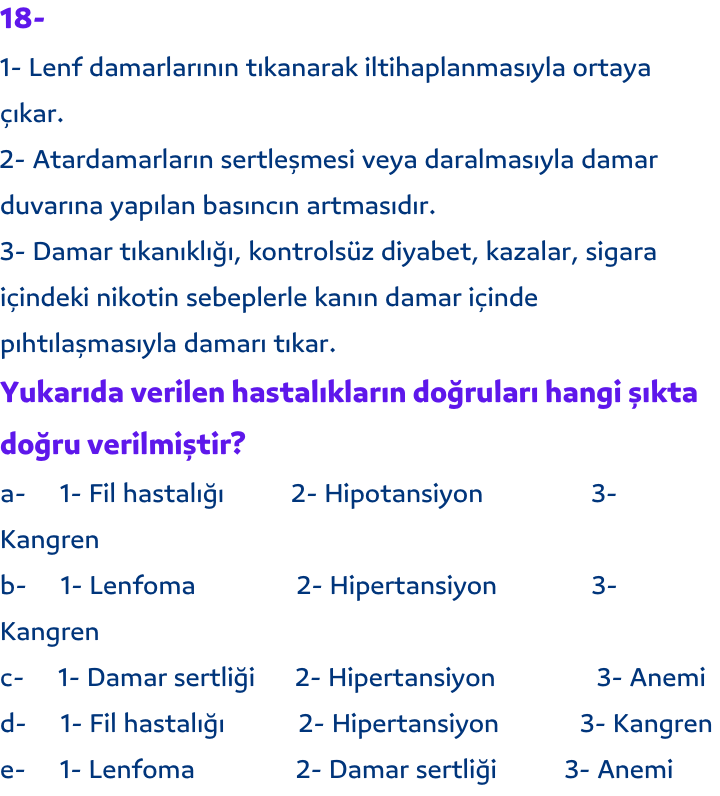 18-
1- Lenf damarlarının tıkanarak iltihaplanmasıyla ortaya
çıkar.
2- Atardamarların sertleşmesi veya daralmasıyla damar
duvarına yapılan basıncın artmasıdır.
3- Damar tıkanıklığı, kontrolsüz diyabet, kazalar, sigara
içindeki nikotin sebeplerle kanın damar içinde
pıhtılaşmasıyla damarı tıkar.
Yukarıda verilen hastalıkların doğruları hangi şıkta
doğru verilmiştir?
a- 1- Fil hastalığı 2- Hipotansiyon 3-
Kangren
b- 1- Lenfoma 2- Hipertansiyon 3-
Kangren
c- 1- Damar sertliği 2- Hipertansiyon 3- Anemi
d- 1- Fil hastalığı 2- Hipertansiyon 3- Kangren
e- 1- Lenfoma 2- Damar sertliği 3- Anemi